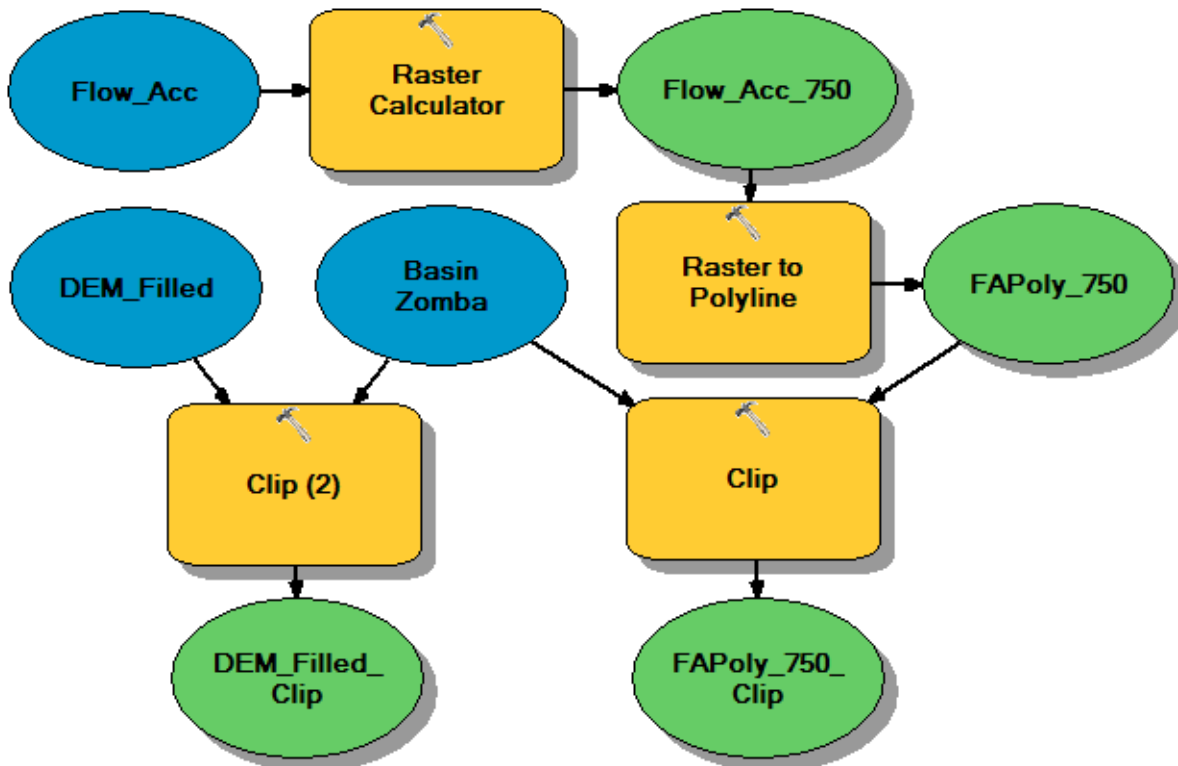 Flow_Acc
Raster
Calculator
Flow_Acc_750
DEM_Filled
Basin
Zomba
Raster to
Polyline
FAPoly_750
Clip (2)
Clip
DEM_Filled_
Clip
FAPoly_750_
Clip